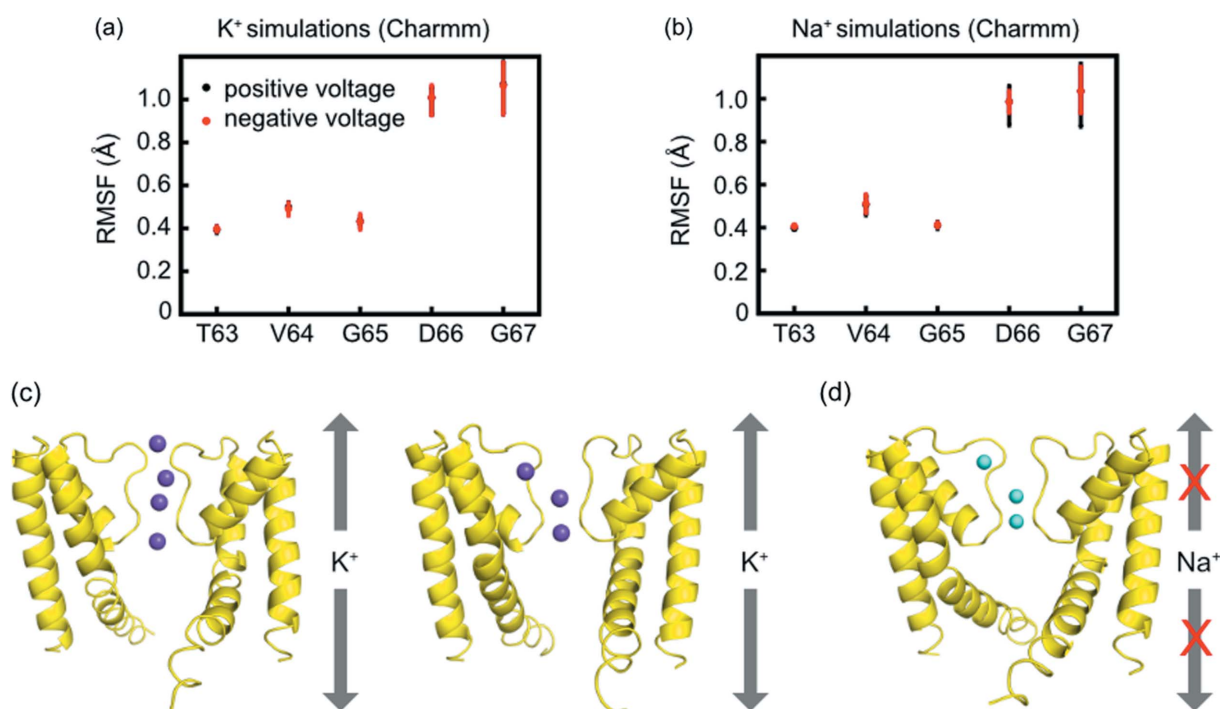 (a)
K⁺ simulations (Charmm)
RMSF (Å)
1.0
0.8
0.6
0.4
0.2
0
positive voltage
negative voltage
T63 V64 G65 D66 G67
(b)
Na⁺ simulations (Charmm)
RMSF (Å)
1.0
0.8
0.6
0.4
0.2
0
T63 V64 G65 D66 G67
(c)
K⁺
K⁺
(d)
X
Na⁺
X